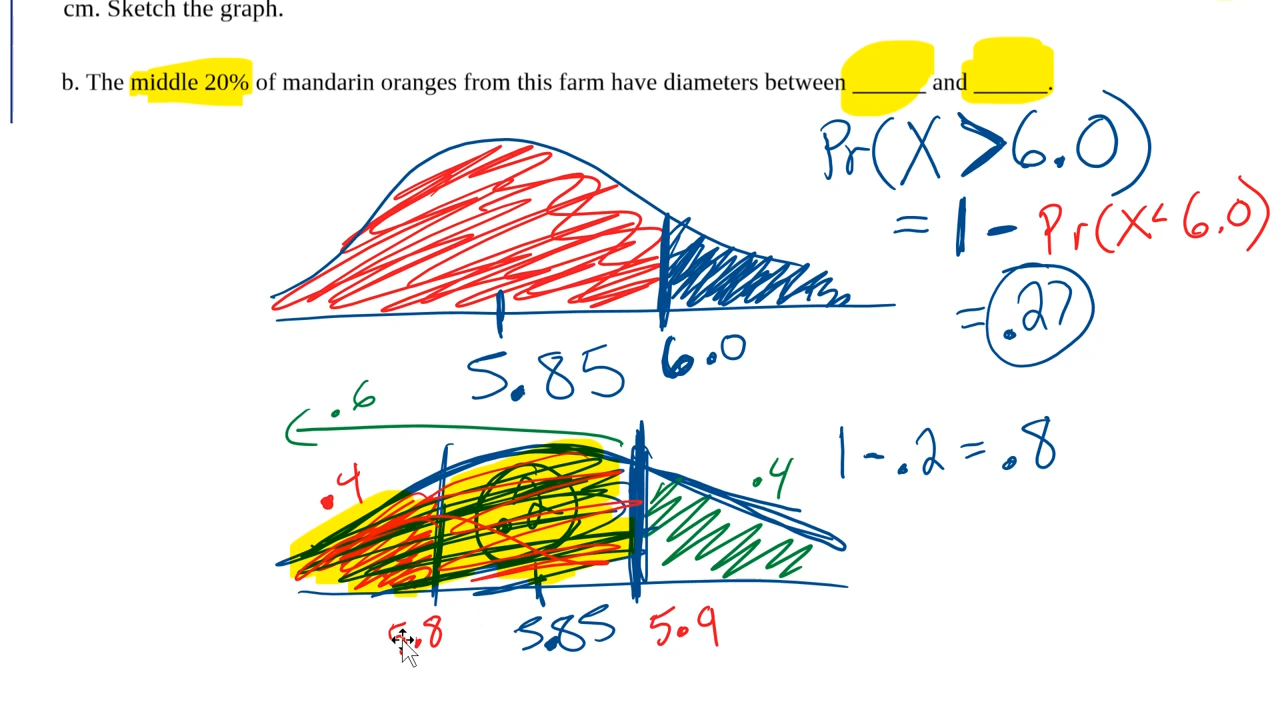 cm. Sketch the graph.
b. The middle 20% of mandarin oranges from this farm have diameters between ______ and ______.
Pr(X > 6.0)
= 1 - Pr(X < 6.0)
= .27
5.85 6.0
.6
1 - .2 = .8
.4 .2 .4
5.8 5.85 5.9